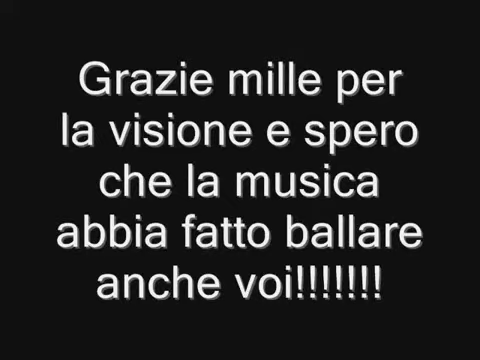 Grazie mille per
la visione e spero
che la musica
abbia fatto ballare
anche voi!!!!!!!